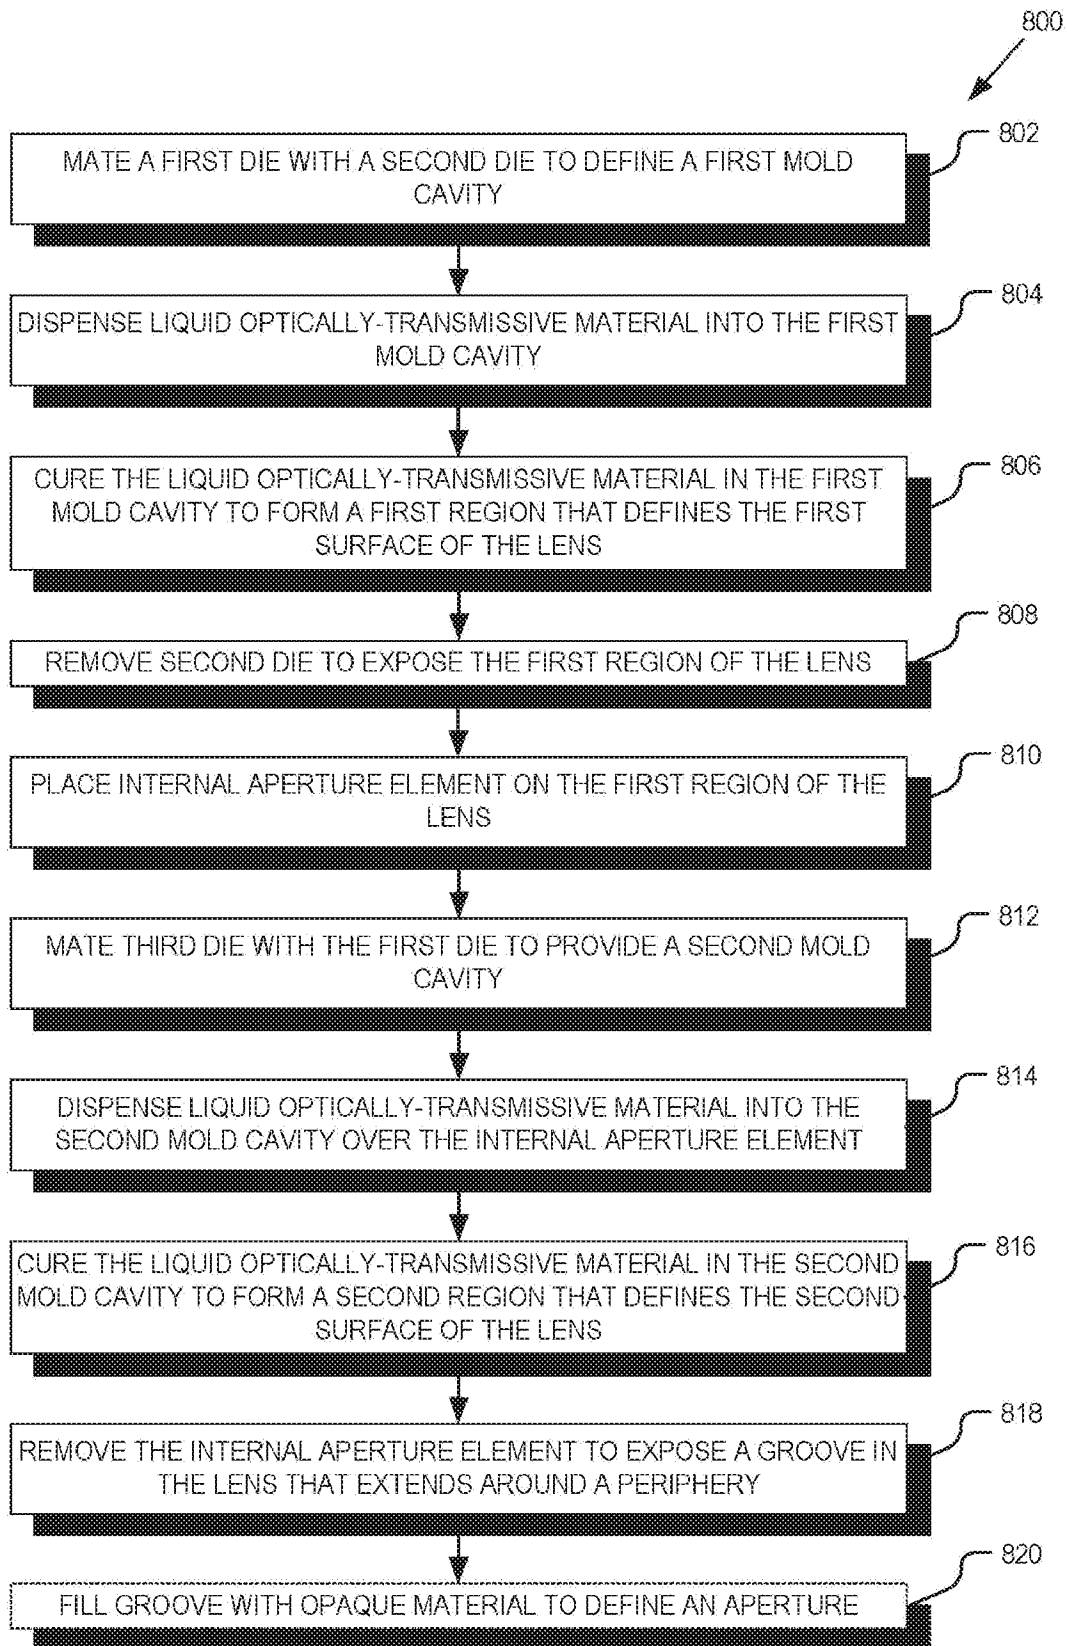 800
802
MATE A FIRST DIE WITH A SECOND DIE TO DEFINE A FIRST MOLD
CAVITY
804
DISPENSE LIQUID OPTICALLY-TRANSMISSIVE MATERIAL INTO THE FIRST
MOLD CAVITY
806
CURE THE LIQUID OPTICALLY-TRANSMISSIVE MATERIAL IN THE FIRST
MOLD CAVITY TO FORM A FIRST REGION THAT DEFINES THE FIRST
SURFACE OF THE LENS
808
REMOVE SECOND DIE TO EXPOSE THE FIRST REGION OF THE LENS
810
PLACE INTERNAL APERTURE ELEMENT ON THE FIRST REGION OF THE
LENS
812
MATE THIRD DIE WITH THE FIRST DIE TO PROVIDE A SECOND MOLD
CAVITY
814
DISPENSE LIQUID OPTICALLY-TRANSMISSIVE MATERIAL INTO THE
SECOND MOLD CAVITY OVER THE INTERNAL APERTURE ELEMENT
816
CURE THE LIQUID OPTICALLY-TRANSMISSIVE MATERIAL IN THE SECOND
MOLD CAVITY TO FORM A SECOND REGION THAT DEFINES THE SECOND
SURFACE OF THE LENS
818
REMOVE THE INTERNAL APERTURE ELEMENT TO EXPOSE A GROOVE IN
THE LENS THAT EXTENDS AROUND A PERIPHERY
820
FILL GROOVE WITH OPAQUE MATERIAL TO DEFINE AN APERTURE